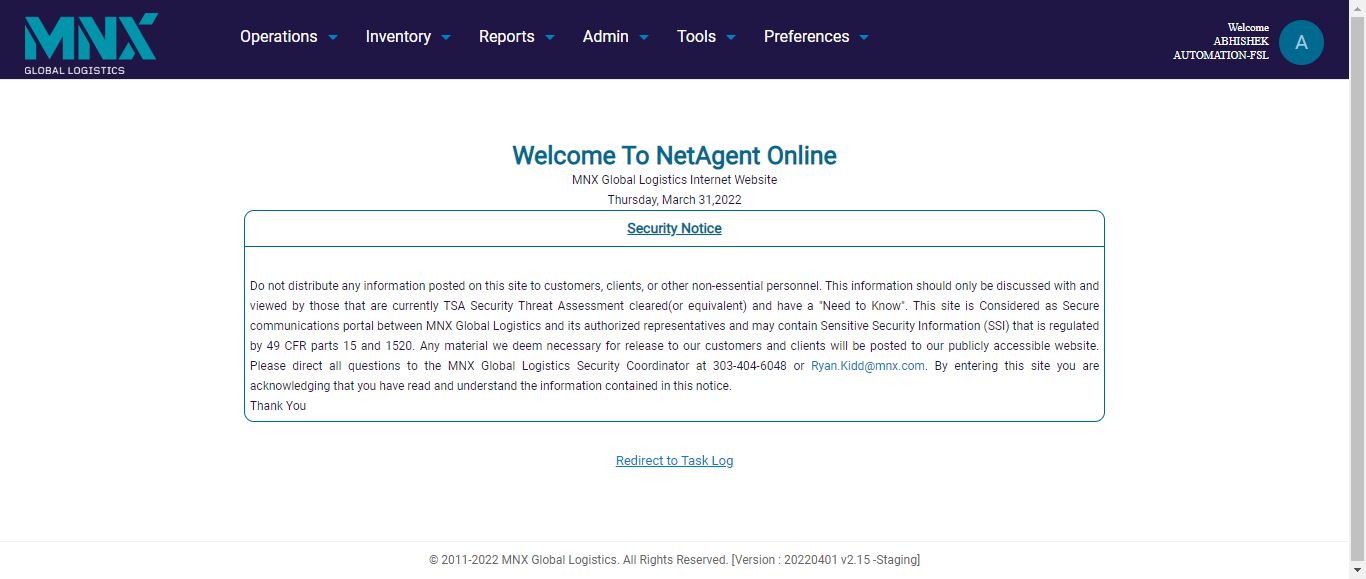 MNX
GLOBAL LOGISTICS
Operations Inventory Reports Admin Tools Preferences
Welcome
ABHISHEK
AUTOMATION-FSL
A
Welcome To NetAgent Online
MNX Global Logistics Internet Website
Thursday, March 31,2022
Security Notice
Do not distribute any information posted on this site to customers, clients, or other non-essential personnel. This information should only be discussed with and
viewed by those that are currently TSA Security Threat Assessment cleared(or equivalent) and have a "Need to Know". This site is Considered as Secure
communications portal between MNX Global Logistics and its authorized representatives and may contain Sensitive Security Information (SSI) that is regulated
by 49 CFR parts 15 and 1520. Any material we deem necessary for release to our customers and clients will be posted to our publicly accessible website.
Please direct all questions to the MNX Global Logistics Security Coordinator at 303-404-6048 or Ryan.Kidd@mnx.com. By entering this site you are
acknowledging that you have read and understand the information contained in this notice.
Thank You
Redirect to Task Log
© 2011-2022 MNX Global Logistics. All Rights Reserved. [Version : 20220401 v2.15 -Staging]